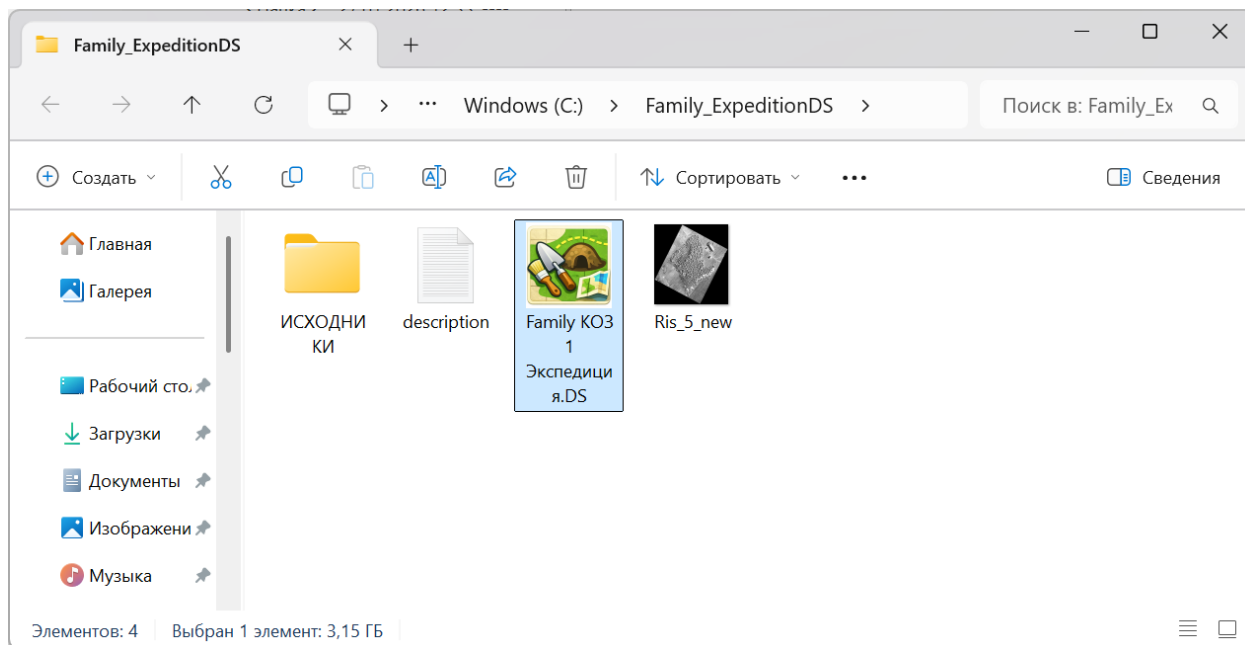 Family_ExpeditionDS
Windows (C:) Family_ExpeditionDS Поиск в: Family_Ex
Создать Сортировать Сведения
Главная
Галерея
Рабочий сто
Загрузки
Документы
Изображени
Музыка
ИСХОДНИ
КИ
description
Family КОЗ
1
Экспедици
я.DS
Ris_5_new
Элементов: 4 Выбран 1 элемент: 3,15 ГБ